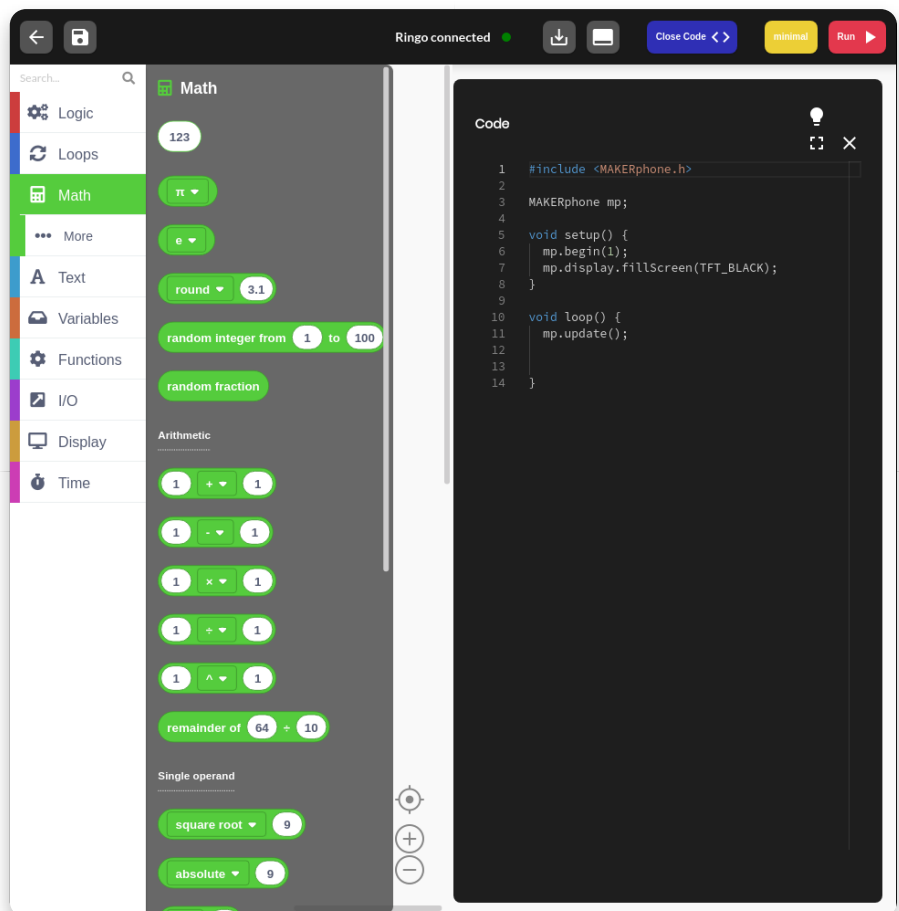 Ringo connected
Close Code
minimal
Run
Search...
Logic
Loops
Math
More
Text
Variables
Functions
I/O
Display
Time
Math
123
π
e
round 3.1
random integer from 1 to 100
random fraction
Arithmetic
1 + 1
1 - 1
1 × 1
1 ÷ 1
1 ^ 1
remainder of 64 ÷ 10
Single operand
square root 9
absolute 9
Code
1 #include <MAKERphone.h>
2
3 MAKERphone mp;
4
5 void setup() {
6 mp.begin(1);
7 mp.display.fillScreen(TFT_BLACK);
8 }
9
10 void loop() {
11 mp.update();
12
13
14 }